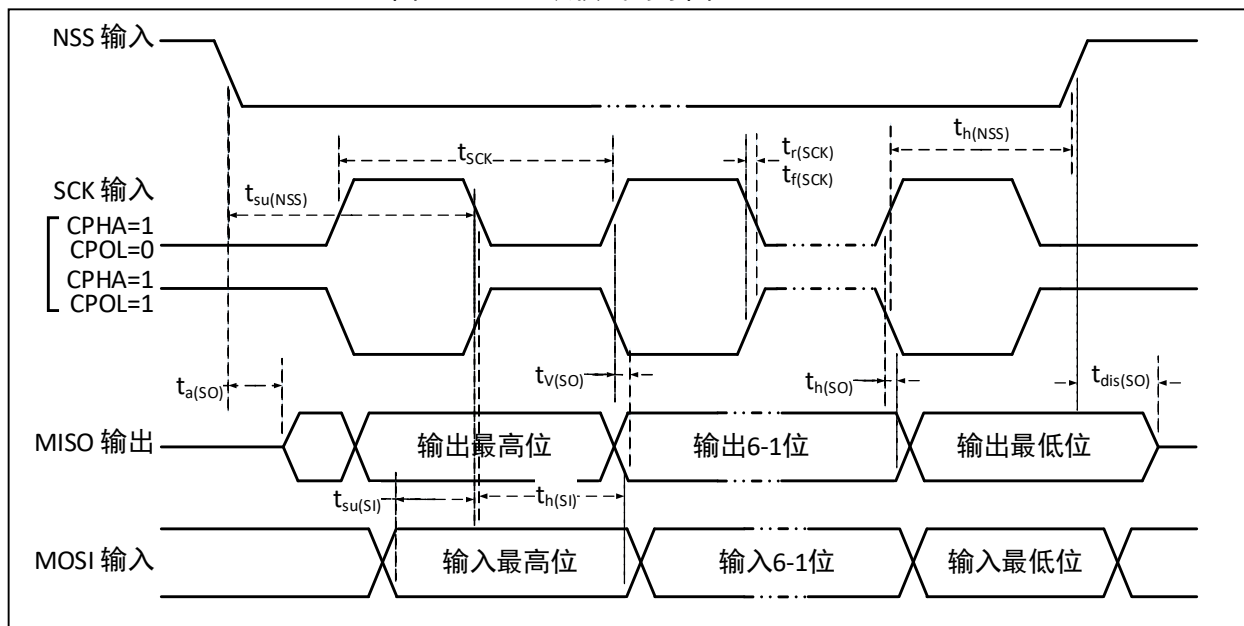 NSS 输入
t_h(NSS)
t_SCK
t_r(SCK)
t_f(SCK)
SCK 输入
t_su(NSS)
CPHA=1
CPOL=0
CPHA=1
CPOL=1
t_a(SO)
t_V(SO)
t_h(SO)
t_dis(SO)
MISO 输出
输出最高位
输出6-1位
输出最低位
t_su(SI)
t_h(SI)
MOSI 输入
输入最高位
输入6-1位
输入最低位